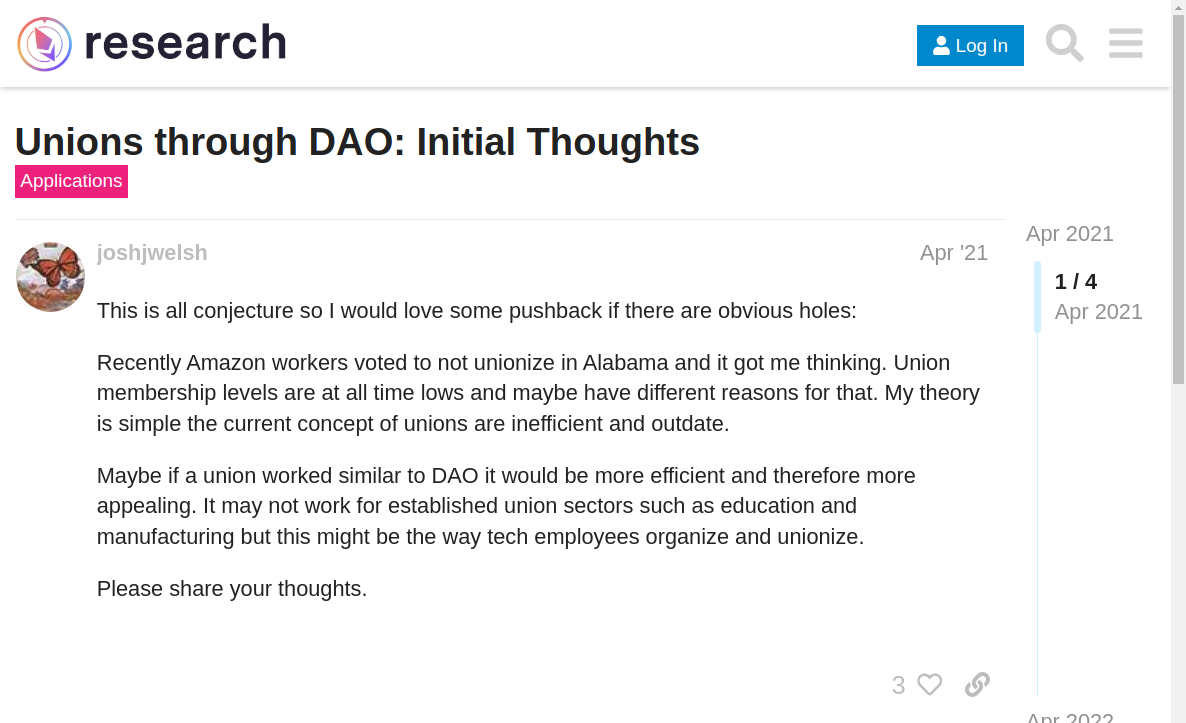 research
Log In
Unions through DAO: Initial Thoughts
Applications
joshjwelsh
Apr '21
This is all conjecture so I would love some pushback if there are obvious holes:
Recently Amazon workers voted to not unionize in Alabama and it got me thinking. Union
membership levels are at all time lows and maybe have different reasons for that. My theory
is simple the current concept of unions are inefficient and outdate.
Maybe if a union worked similar to DAO it would be more efficient and therefore more
appealing. It may not work for established union sectors such as education and
manufacturing but this might be the way tech employees organize and unionize.
Please share your thoughts.
3
Apr 2021
1 / 4
Apr 2021
Apr 2022